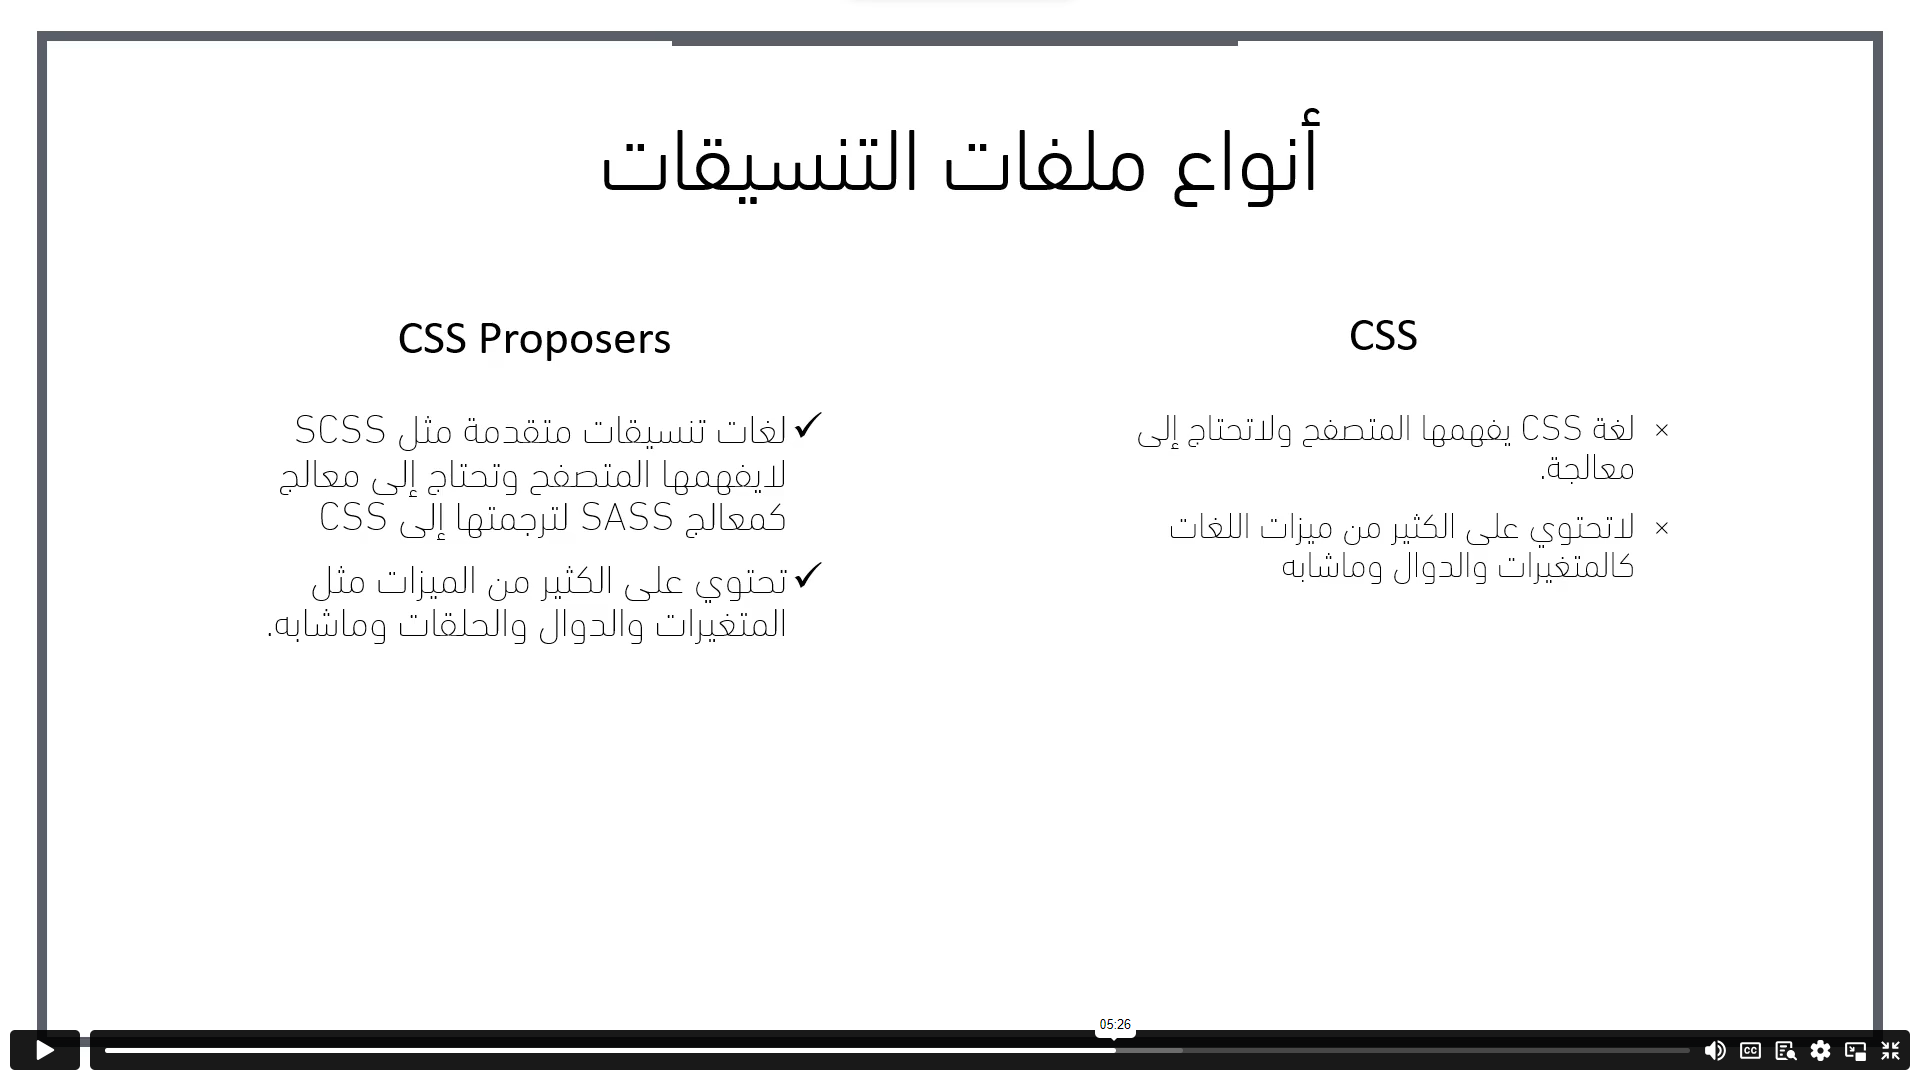 أنواع ملفات التنسيقات
CSS
× لغة CSS يفهمها المتصفح ولاتحتاج إلى
معالجة.
× لاتحتوي على الكثير من ميزات اللغات
كالمتغيرات والدوال وماشابه
CSS Proposers
✓ لغات تنسيقات متقدمة مثل SCSS
لايفهمها المتصفح وتحتاج إلى معالج
كمعالج SASS لترجمتها إلى CSS
✓ تحتوي على الكثير من الميزات مثل
المتغيرات والدوال والحلقات وماشابه.
05:26
CC